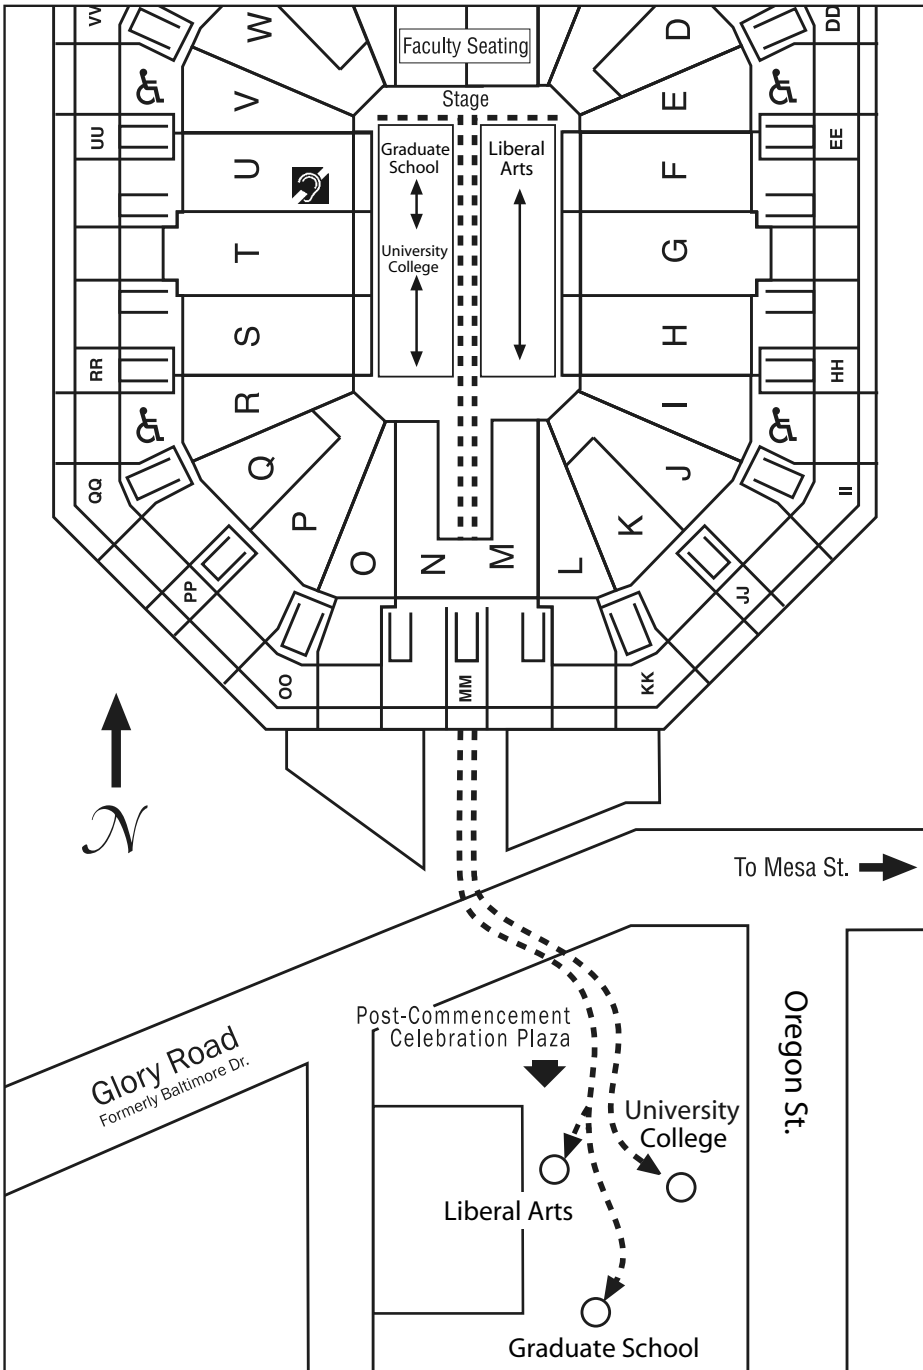 VV
W
Faculty Seating
D
DD
V
Stage
E
UU
EE
U
Graduate
School
Liberal
Arts
F
T
University
College
G
S
H
RR
HH
R
I
Q
J
QQ
II
P
K
O
N
M
L
PP
JJ
OO
MM
KK
N
To Mesa St.
Post-Commencement
Celebration Plaza
Oregon St.
Glory Road
Formerly Baltimore Dr.
University
College
Liberal Arts
Graduate School